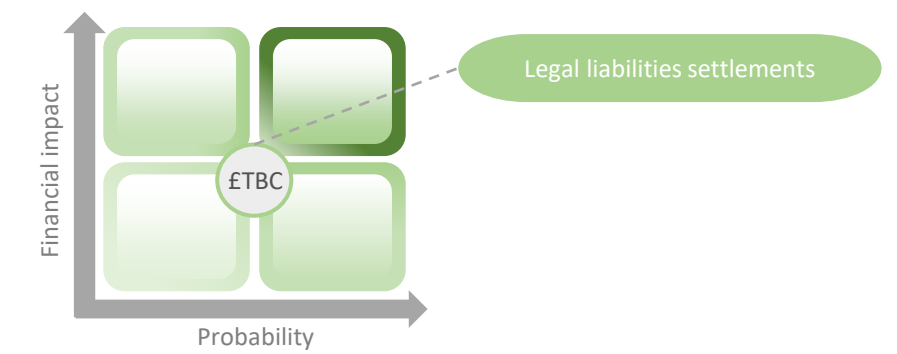 Financial impact
£TBC
Legal liabilities settlements
Probability